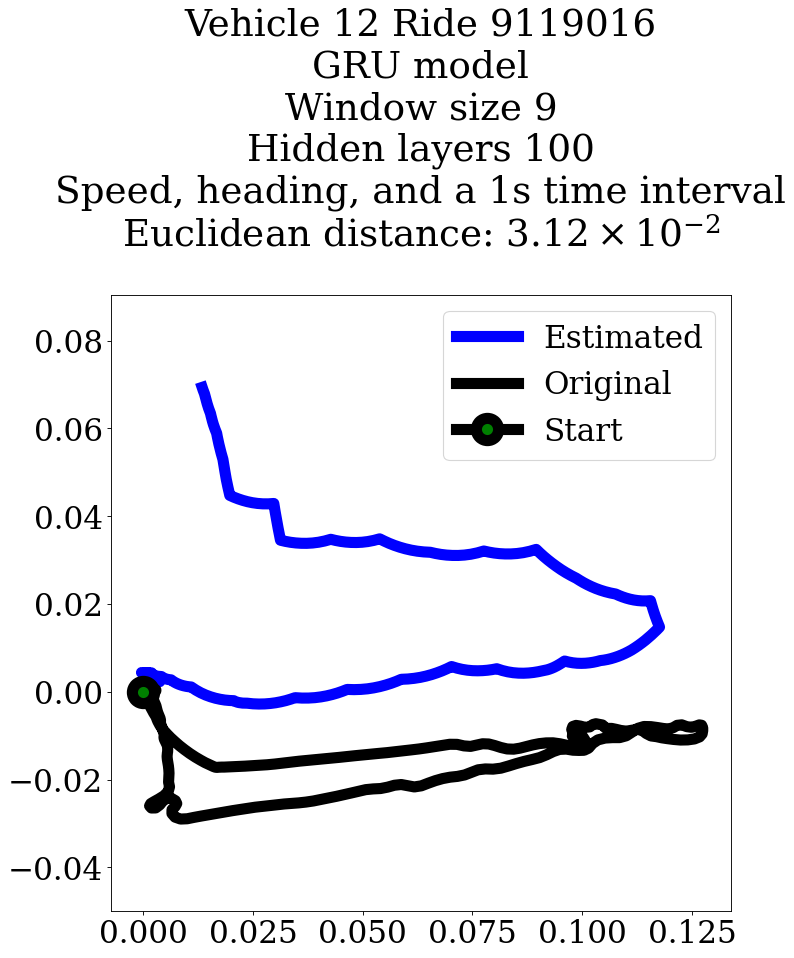 Vehicle 12 Ride 9119016
GRU model
Window size 9
Hidden layers 100
Speed, heading, and a 1s time interval
Euclidean distance: 3.12 × 10⁻²
Estimated
Original
Start
0.08
0.06
0.04
0.02
0.00
−0.02
−0.04
0.000 0.025 0.050 0.075 0.100 0.125